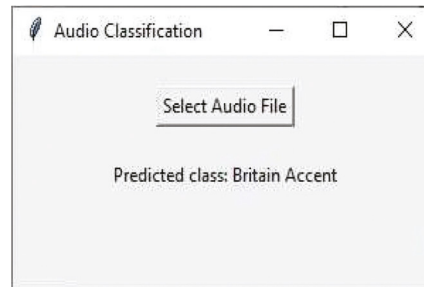 Audio Classification
Select Audio File
Predicted class: Britain Accent